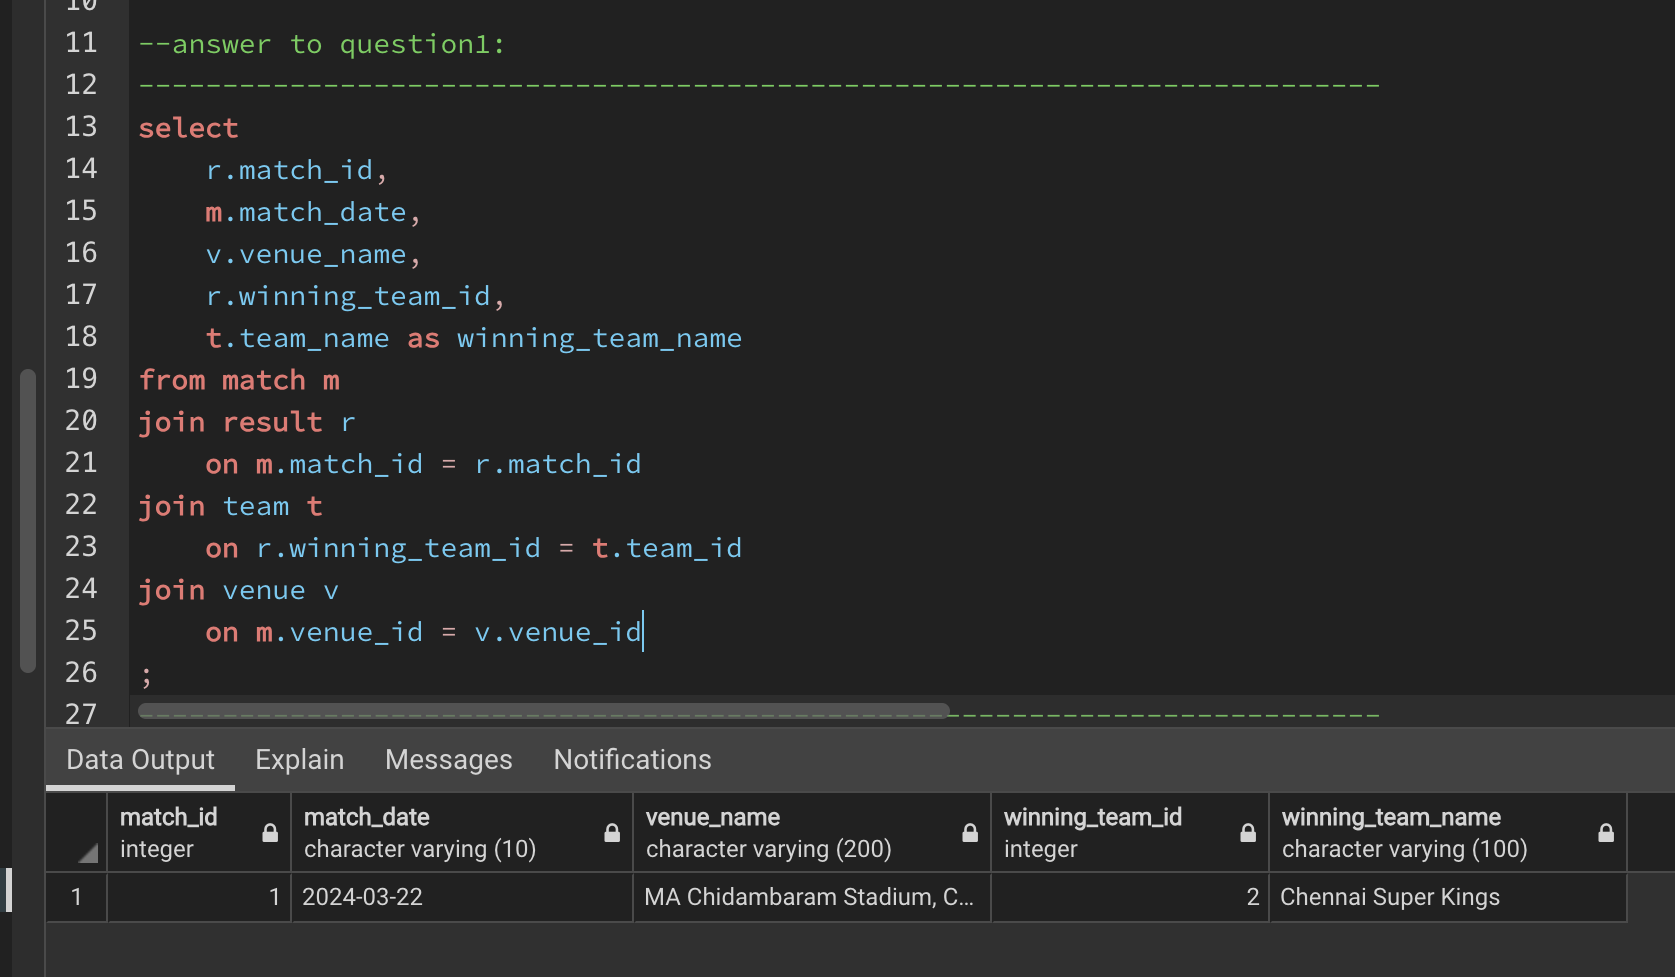 10
11 --answer to question1:
12 --------------------------------------------------------------------------
13 select
14     r.match_id,
15     m.match_date,
16     v.venue_name,
17     r.winning_team_id,
18     t.team_name as winning_team_name
19 from match m
20 join result r
21     on m.match_id = r.match_id
22 join team t
23     on r.winning_team_id = t.team_id
24 join venue v
25     on m.venue_id = v.venue_id
26 ;
27 --------------------------------------------------------------------------
Data Output Explain Messages Notifications
match_id match_date venue_name winning_team_id winning_team_name
integer character varying (10) character varying (200) integer character varying (100)
1 1 2024-03-22 MA Chidambaram Stadium, C... 2 Chennai Super Kings